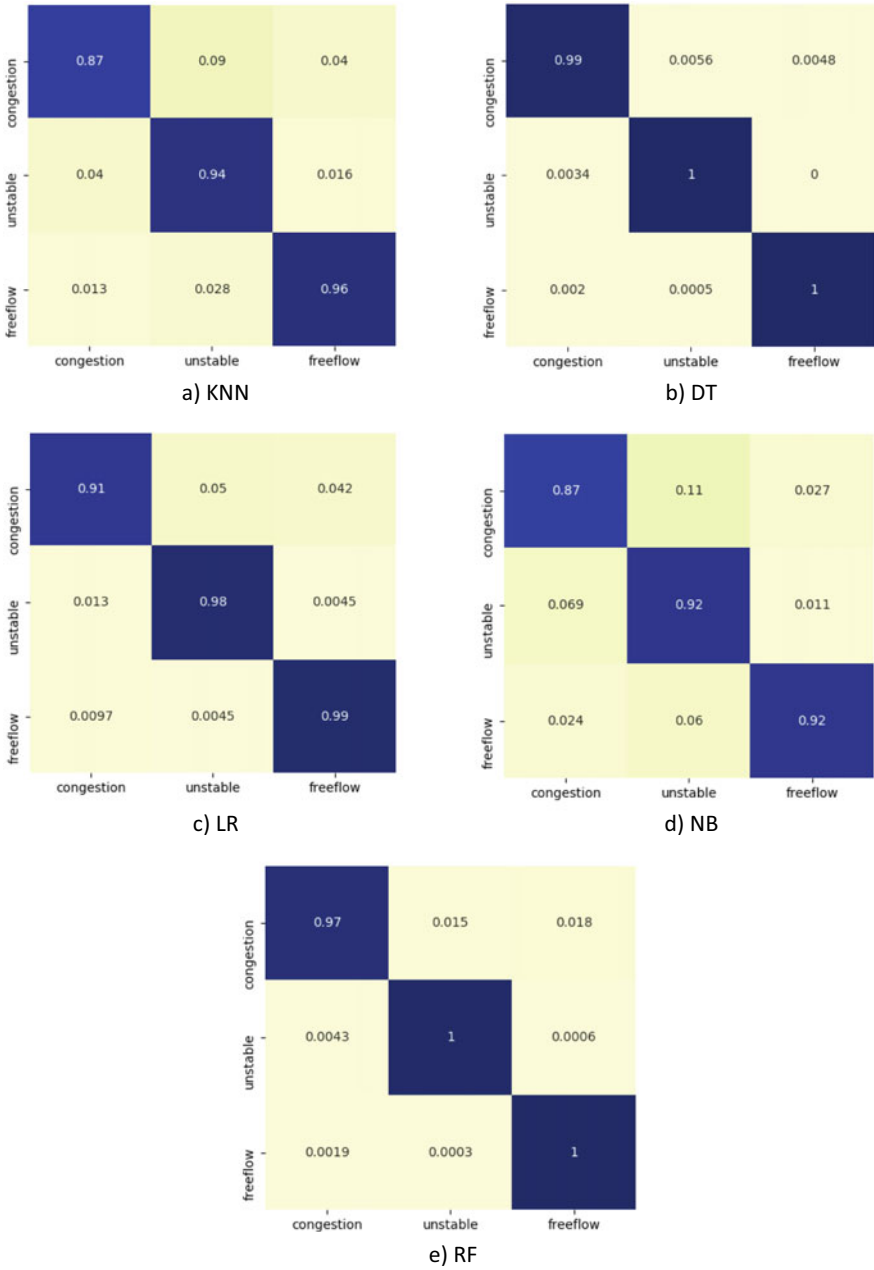 congestion 0.87 0.09 0.04
unstable 0.04 0.94 0.016
freeflow 0.013 0.028 0.96
congestion unstable freeflow
a) KNN
congestion 0.99 0.0056 0.0048
unstable 0.0034 1 0
freeflow 0.002 0.0005 1
congestion unstable freeflow
b) DT
congestion 0.91 0.05 0.042
unstable 0.013 0.98 0.0045
freeflow 0.0097 0.0045 0.99
congestion unstable freeflow
c) LR
congestion 0.87 0.11 0.027
unstable 0.069 0.92 0.011
freeflow 0.024 0.06 0.92
congestion unstable freeflow
d) NB
congestion 0.97 0.015 0.018
unstable 0.0043 1 0.0006
freeflow 0.0019 0.0003 1
congestion unstable freeflow
e) RF